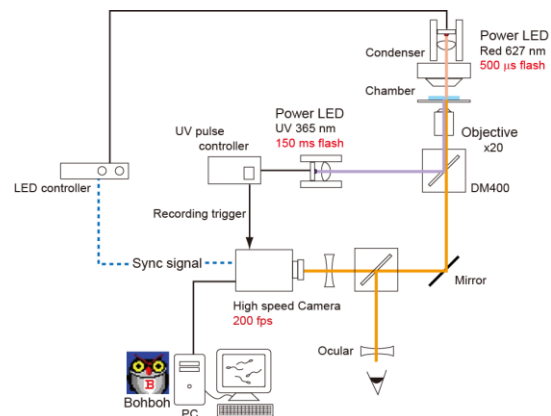 Power LED
Red 627 nm
500 μs flash
Condenser
Chamber
Power LED
UV 365 nm
150 ms flash
UV pulse
controller
Objective
x20
LED controller
DM400
Recording trigger
Sync signal
Mirror
High speed Camera
200 fps
Ocular
B
Bohboh
PC